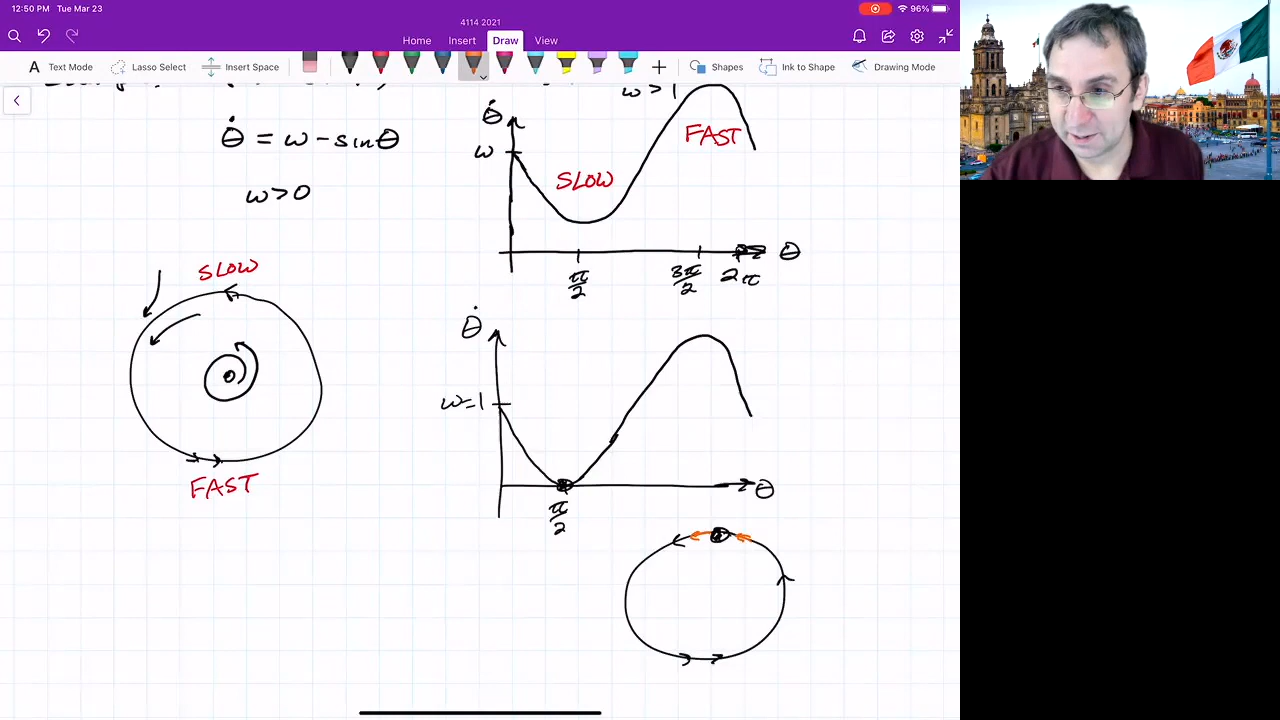 12:50 PM Tue Mar 23
96%
4114 2021
Home Insert Draw View
Text Mode Lasso Select Insert Space Shapes Ink to Shape Drawing Mode
θ̇ = ω - sinθ
ω>0
ω>1
θ̇
ω
SLOW
FAST
π/2
3π/2
2π
θ
SLOW
FAST
θ̇
ω=1
π/2
θ